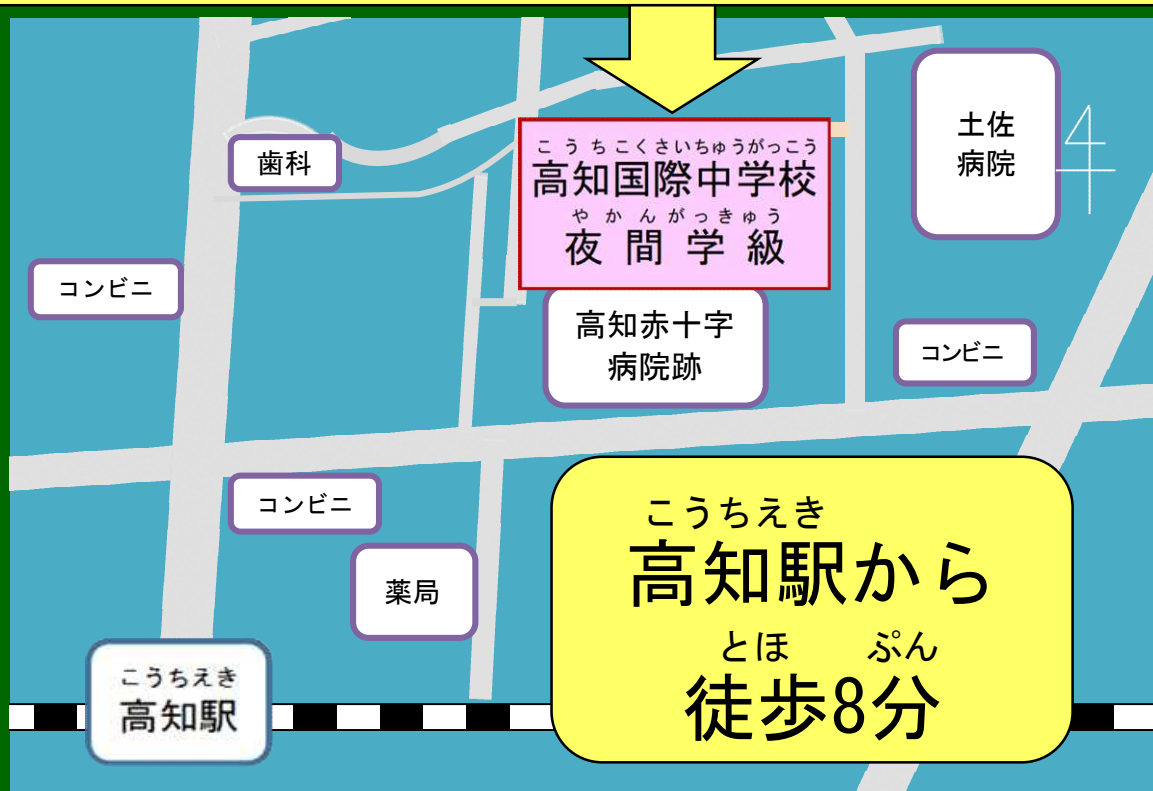 こうちこくさいちゅうがっこう
高知国際中学校
やかんがっきゅう
夜間学級
土佐
病院
4
歯科
コンビニ
高知赤十字
病院跡
コンビニ
コンビニ
薬局
こうちえき
高知駅から
とほ ぷん
徒歩8分
こうちえき
高知駅